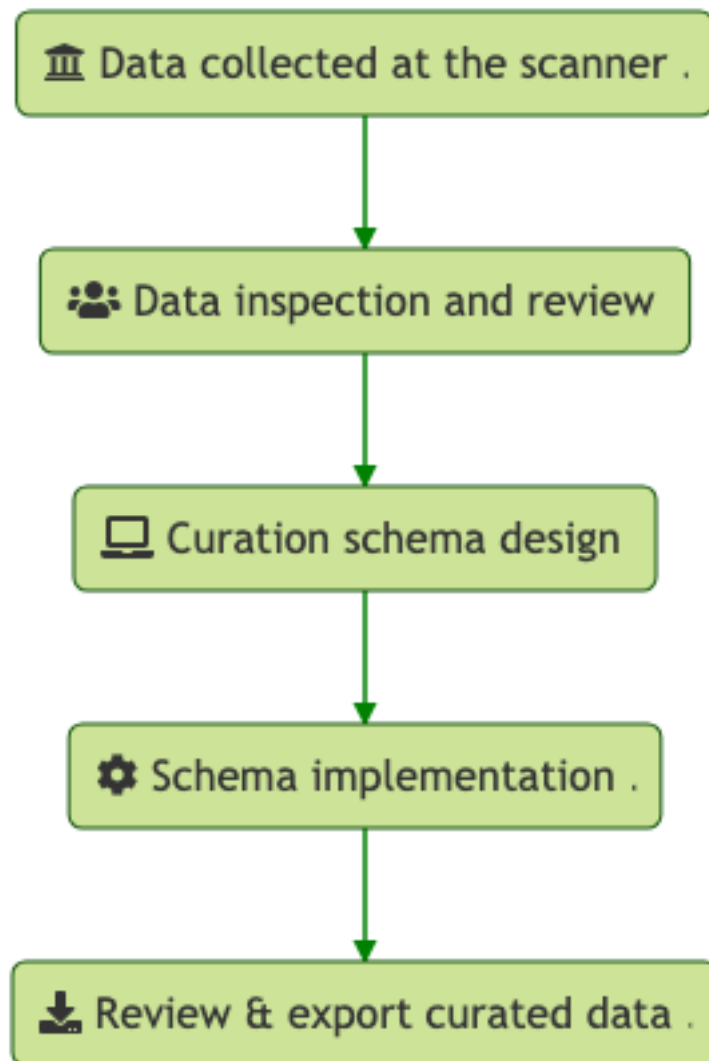 Data collected at the scanner .
Data inspection and review
Curation schema design
Schema implementation .
Review & export curated data .